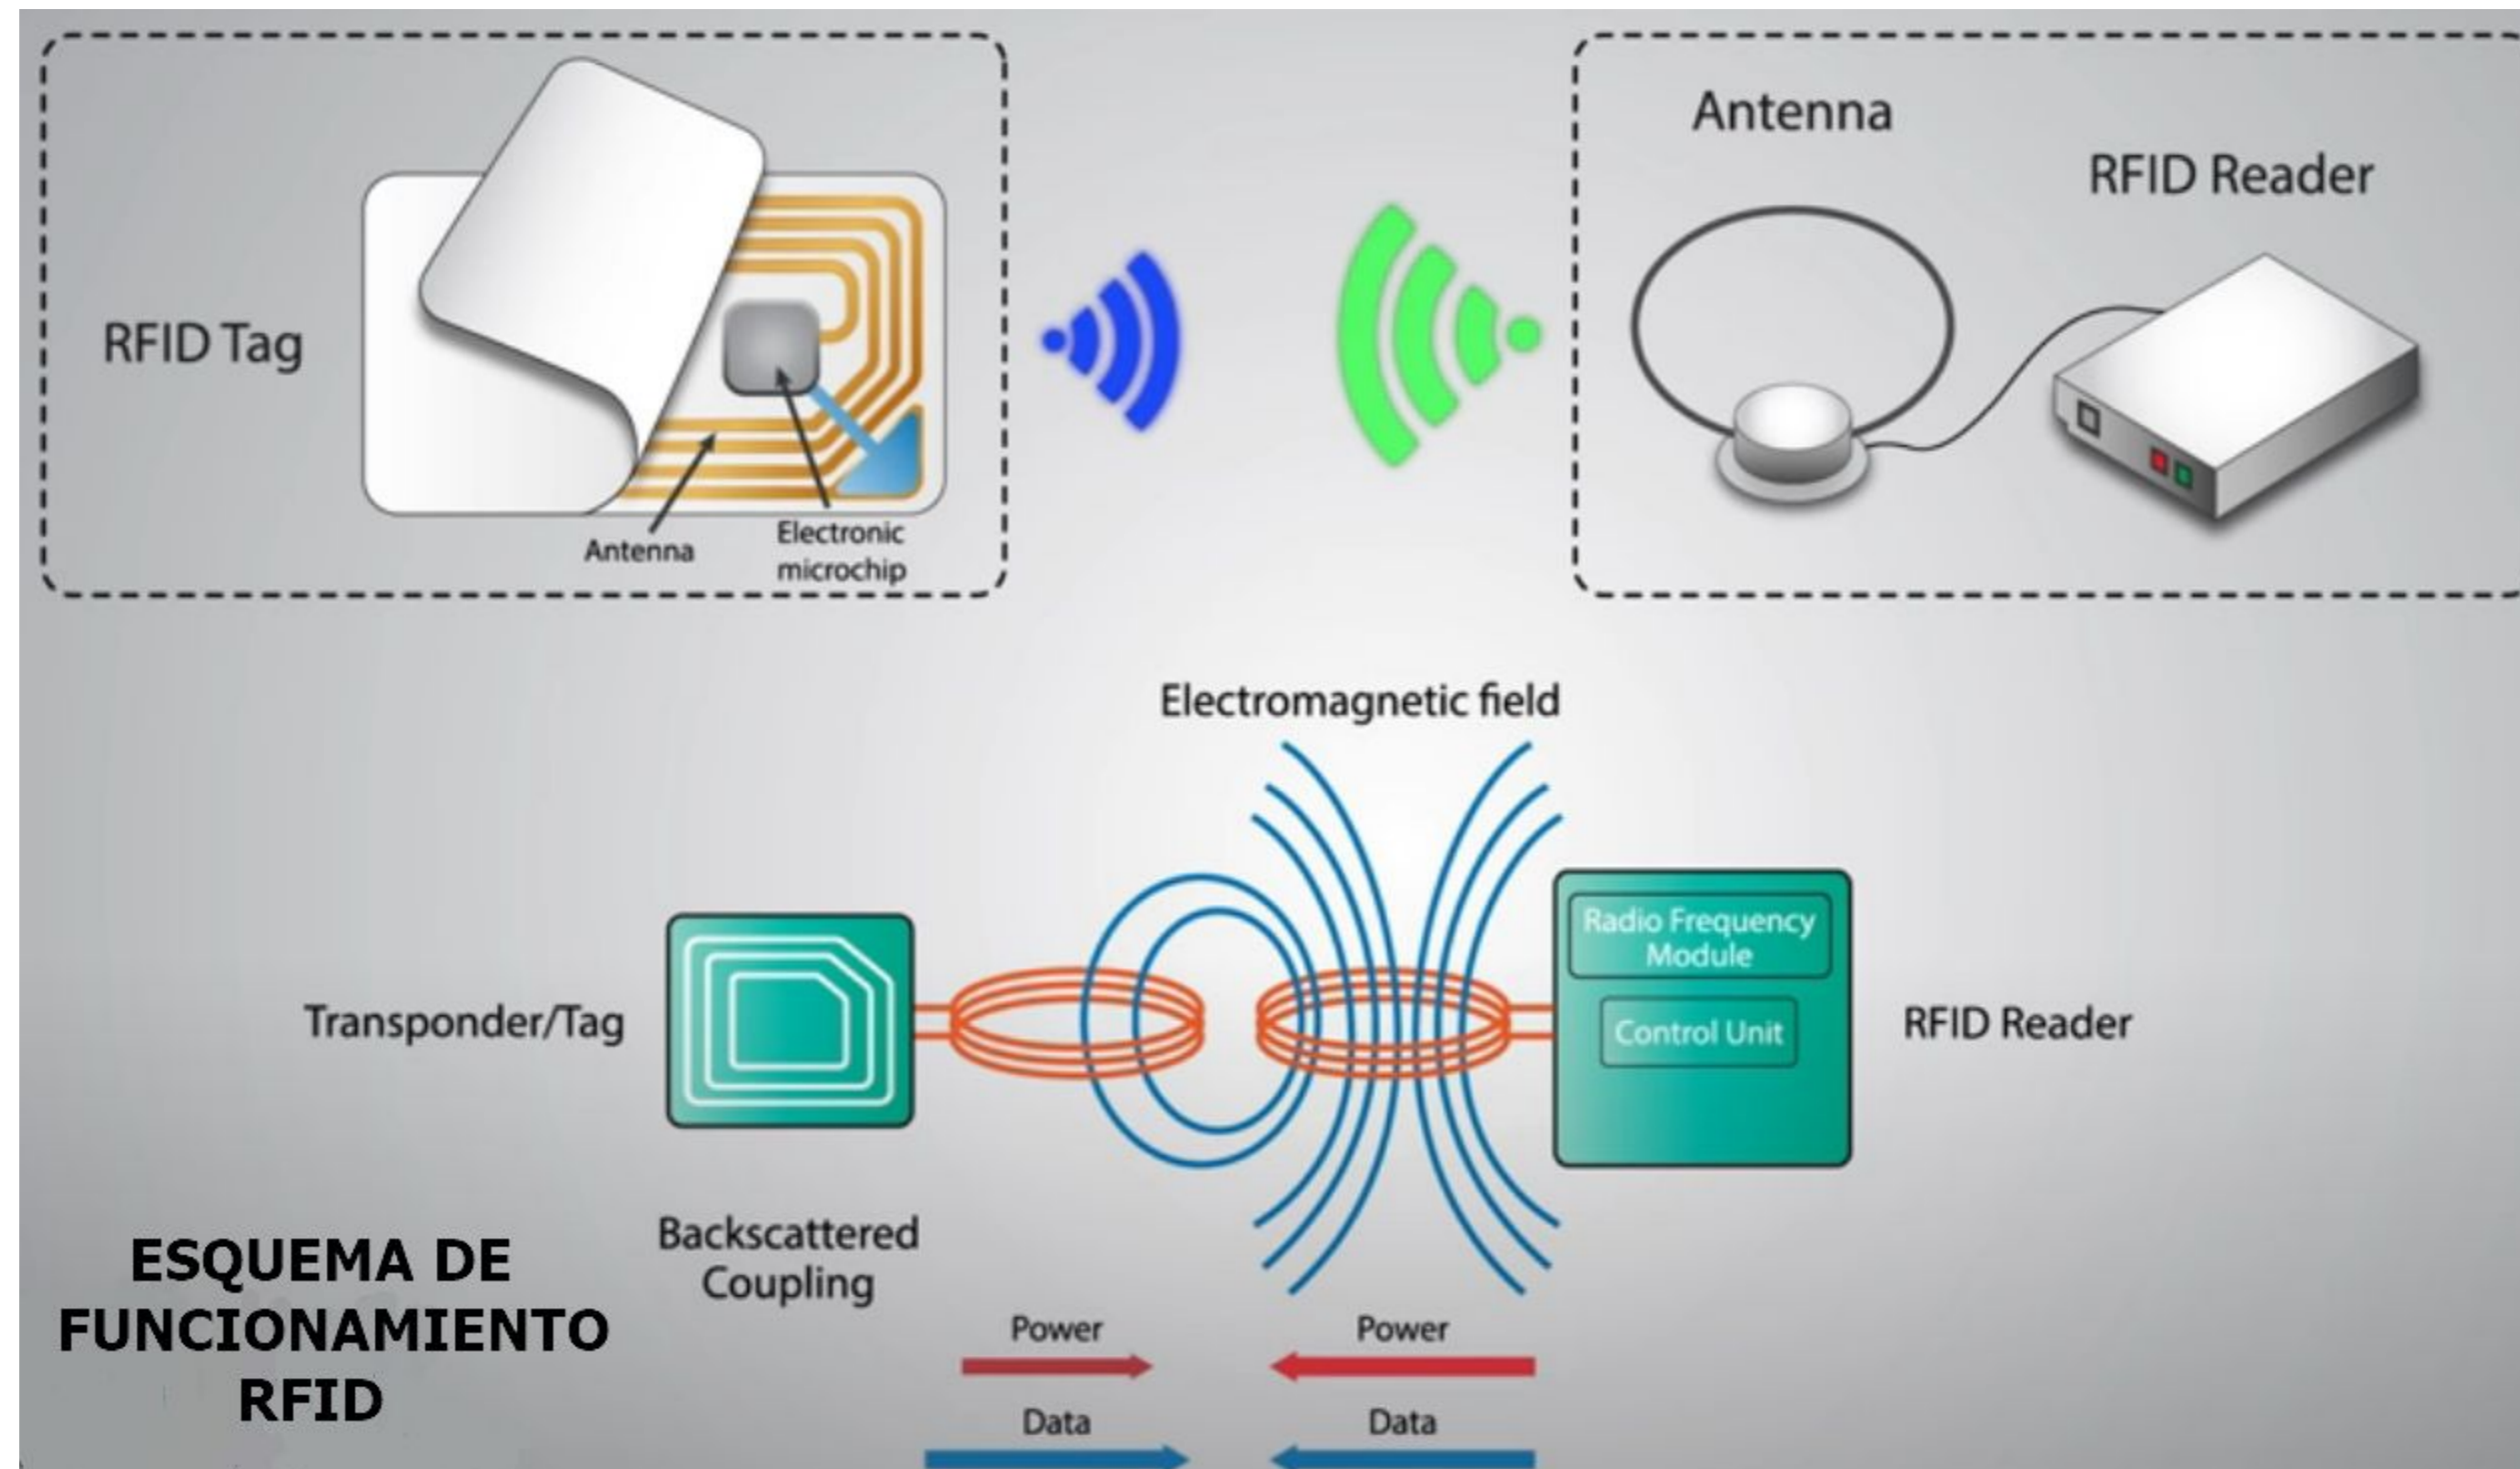 Antenna
RFID Reader
RFID Tag
Antenna
Electronic
microchip
Electromagnetic field
Radio Frequency
Module
Control Unit
Transponder/Tag
RFID Reader
Backscattered
Coupling
ESQUEMA DE
FUNCIONAMIENTO
RFID
Power
Power
Data
Data